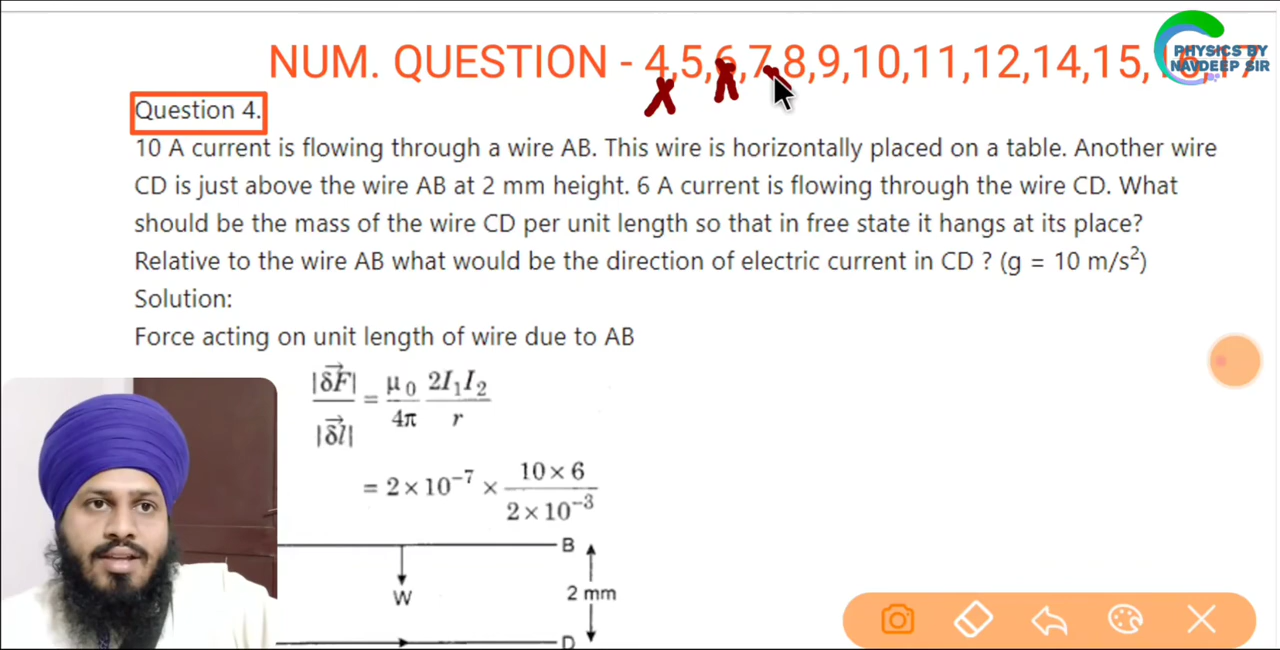 NUM. QUESTION - 4,5,6,7,8,9,10,11,12,14,15,16,17
PHYSICS BY
NAVDEEP SIR
Question 4.
10 A current is flowing through a wire AB. This wire is horizontally placed on a table. Another wire
CD is just above the wire AB at 2 mm height. 6 A current is flowing through the wire CD. What
should be the mass of the wire CD per unit length so that in free state it hangs at its place?
Relative to the wire AB what would be the direction of electric current in CD ? (g = 10 m/s²)
Solution:
Force acting on unit length of wire due to AB
|δF⃗|/|δl⃗| = μ₀/4π 2I₁I₂/r
= 2×10⁻⁷ × 10×6/2×10⁻³
B
W
2 mm
D